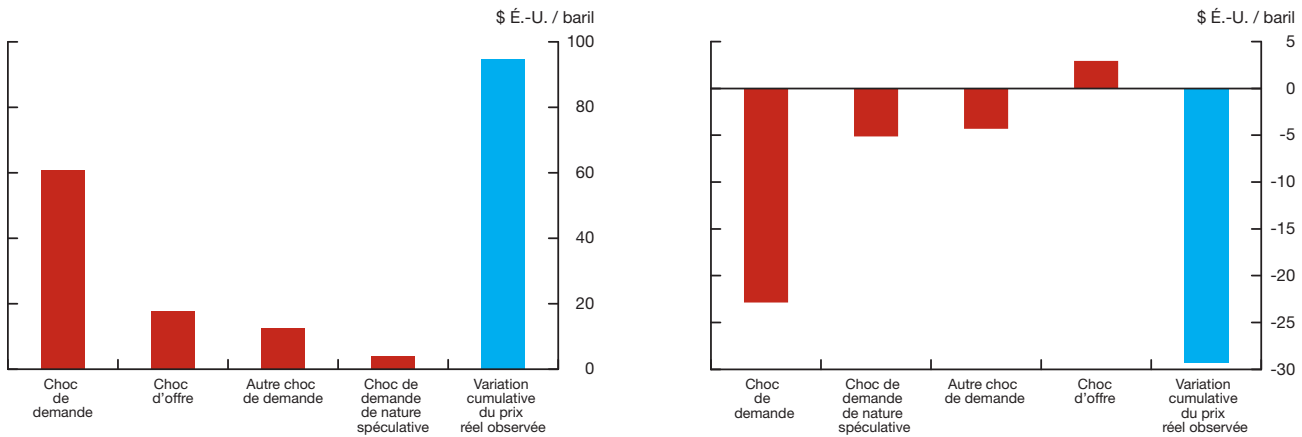 $ É.-U. / baril
100
80
60
40
20
0
Choc
de
demande
Choc
d'offre
Autre choc
de demande
Choc de
demande
de nature
spéculative
Variation
cumulative
du prix
réel observée
$ É.-U. / baril
5
0
-5
-10
-15
-20
-25
-30
Choc
de
demande
Choc de
demande
de nature
spéculative
Autre choc
de demande
Choc
d'offre
Variation
cumulative
du prix
réel observée